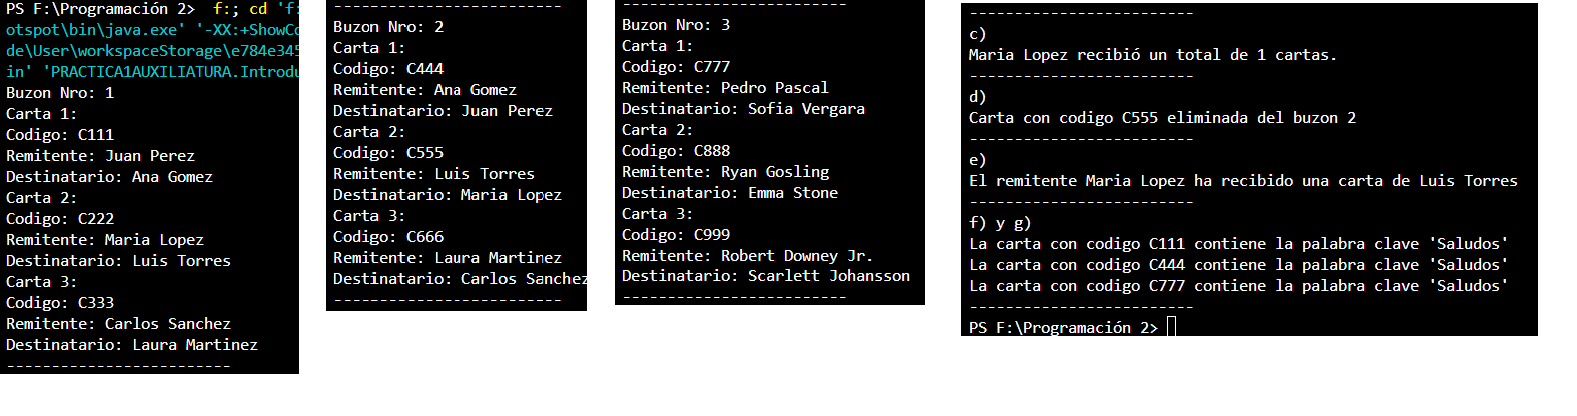 PS F:\Programación 2>  f:; cd 'f:
otspot\bin\java.exe' '-XX:+ShowCo
de\User\workspaceStorage\e784e345
in' 'PRACTICA1AUXILIATURA.Introdu
Buzon Nro: 1
Carta 1:
Codigo: C111
Remitente: Juan Perez
Destinatario: Ana Gomez
Carta 2:
Codigo: C222
Remitente: Maria Lopez
Destinatario: Luis Torres
Carta 3:
Codigo: C333
Remitente: Carlos Sanchez
Destinatario: Laura Martinez
-------------------------
-------------------------
Buzon Nro: 2
Carta 1:
Codigo: C444
Remitente: Ana Gomez
Destinatario: Juan Perez
Carta 2:
Codigo: C555
Remitente: Luis Torres
Destinatario: Maria Lopez
Carta 3:
Codigo: C666
Remitente: Laura Martinez
Destinatario: Carlos Sanchez
-------------------------
-------------------------
Buzon Nro: 3
Carta 1:
Codigo: C777
Remitente: Pedro Pascal
Destinatario: Sofia Vergara
Carta 2:
Codigo: C888
Remitente: Ryan Gosling
Destinatario: Emma Stone
Carta 3:
Codigo: C999
Remitente: Robert Downey Jr.
Destinatario: Scarlett Johansson
-------------------------
-------------------------
c)
Maria Lopez recibió un total de 1 cartas.
-------------------------
d)
Carta con codigo C555 eliminada del buzon 2
-------------------------
e)
El remitente Maria Lopez ha recibido una carta de Luis Torres
-------------------------
f) y g)
La carta con codigo C111 contiene la palabra clave 'Saludos'
La carta con codigo C444 contiene la palabra clave 'Saludos'
La carta con codigo C777 contiene la palabra clave 'Saludos'
-------------------------
PS F:\Programación 2>